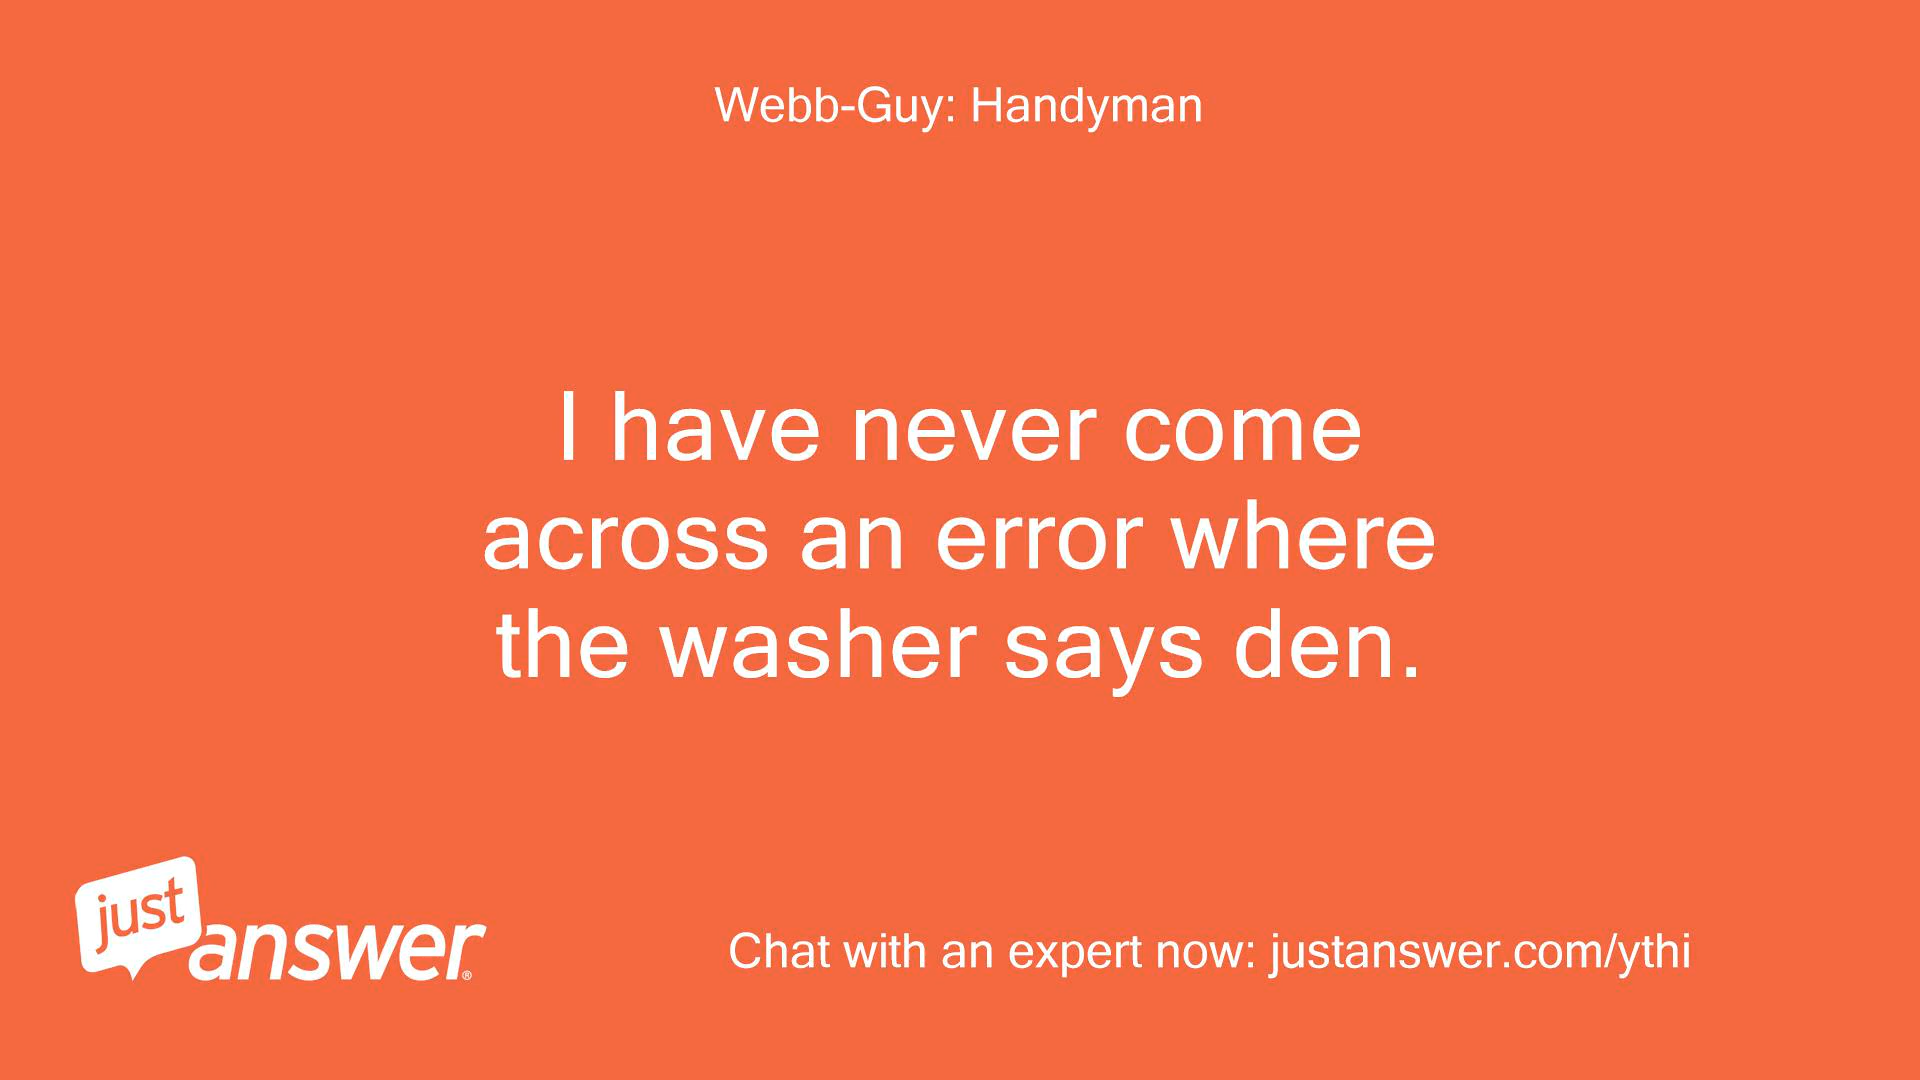 Webb-Guy: Handyman
I have never come
across an error where
the washer says den.
just
answer®
Chat with an expert now: justanswer.com/ythi